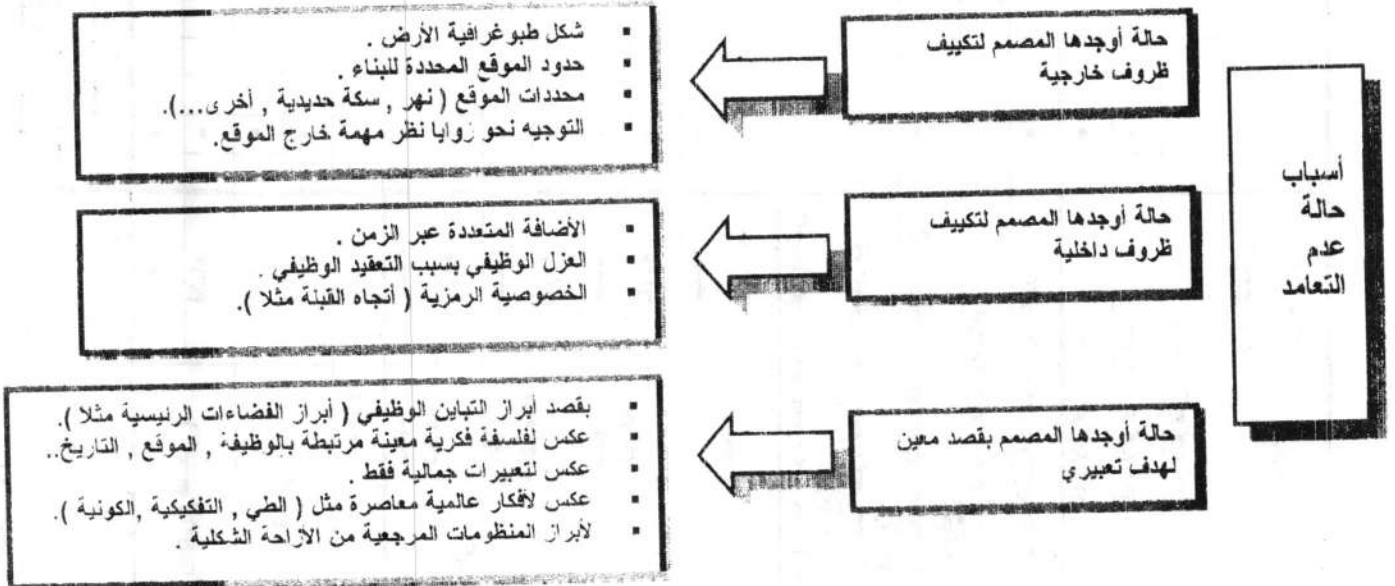 أسباب
حالة
عدم
التعامد
حالة أوجدها المصمم لتكييف
ظروف خارجية
▪ شكل طبوغرافية الأرض .
▪ حدود الموقع المحددة للبناء .
▪ محددات الموقع ( نهر , سكة حديدية , أخرى...).
▪ التوجيه نحو زوايا نظر مهمة خارج الموقع.
حالة أوجدها المصمم لتكييف
ظروف داخلية
▪ الأضافة المتعددة عبر الزمن .
▪ العزل الوظيفي بسبب التعقيد الوظيفي .
▪ الخصوصية الرمزية ( أتجاه القبلة مثلا ).
حالة أوجدها المصمم بقصد معين
لهدف تعبيري
▪ بقصد أبراز التباين الوظيفي ( أبراز الفضاءات الرئيسية مثلا ).
▪ عكس لفلسفة فكرية معينة مرتبطة بالوظيفة , الموقع , التاريخ..
▪ عكس لتعبيرات جمالية فقط .
▪ عكس لأفكار عالمية معاصرة مثل ( الطي , التفكيكية ,الكونية ).
▪ لأبراز المنظومات المرجعية من الأزاحة الشكلية .